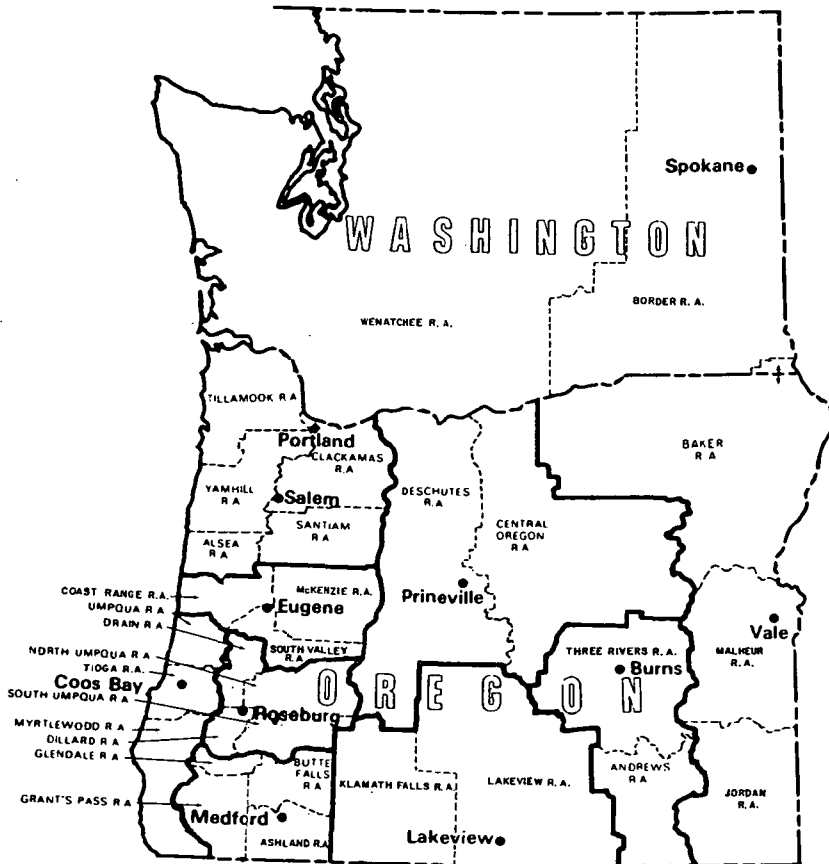 Spokane
WASHINGTON
BORDER R.A.
WENATCHEE R.A.
TILLAMOOK R.A
Portland
CLACKAMAS
R.A
BAKER
R A
YAMHILL
R A
Salem
DESCHUTES
R.A
SANTIAM
R A
CENTRAL
OREGON
R A
ALSEA
R A
COAST RANGE R.A.
UMPQUA R A
DRAIN R A
McKENZIE R.A.
Eugene
Prineville
Vale
SOUTH VALLEY
R A
THREE RIVERS R.A.
MALHEUR
R.A.
NORTH UMPQUA R A
TIOGA R.A.
Coos Bay
Burns
OREGON
SOUTH UMPQUA R A
Roseburg
MYRTLEWODD R A
DILLARD R A
GLENDALE R A
BUTTE
FALLS
R A
KLAMATH FALLS R.A.
LAKEVIEW R.A.
ANDREWS
R A
JORDAN
R.A.
GRANT'S PASS R A
Medford
ASHLAND R.A
Lakeview